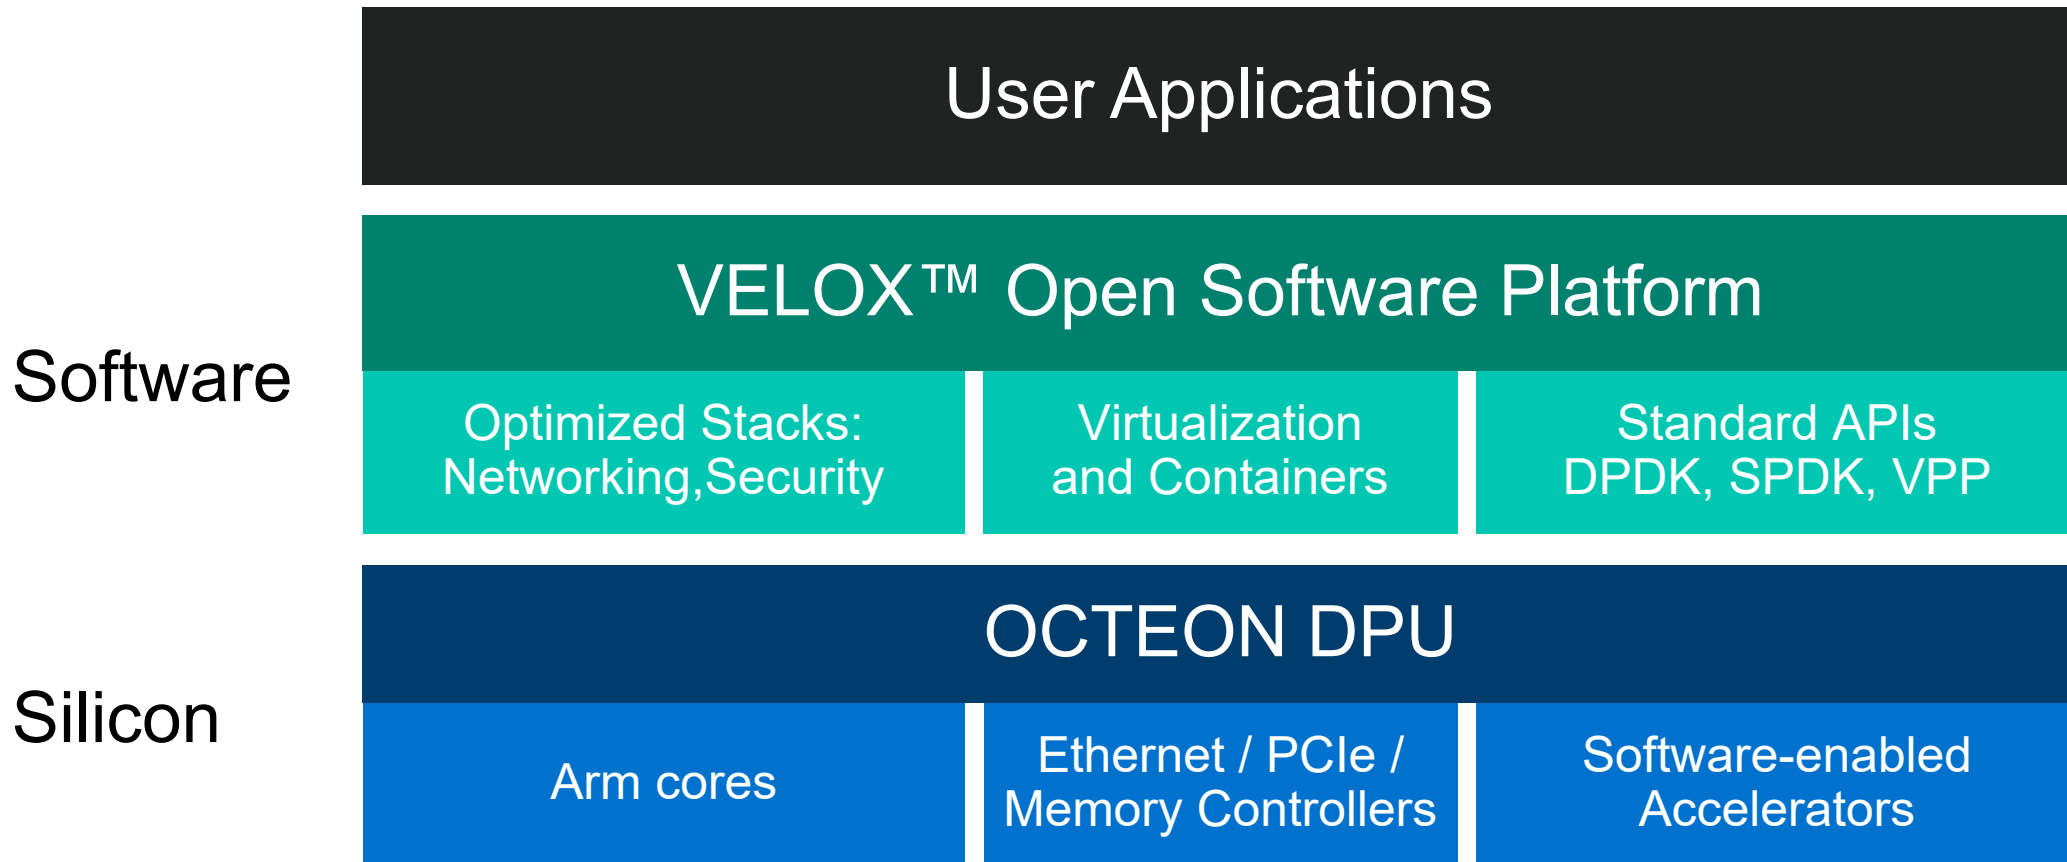 User Applications
Software
VELOX™ Open Software Platform
Optimized Stacks:
Networking,Security
Virtualization
and Containers
Standard APIs
DPDK, SPDK, VPP
Silicon
OCTEON DPU
Arm cores
Ethernet / PCIe /
Memory Controllers
Software-enabled
Accelerators